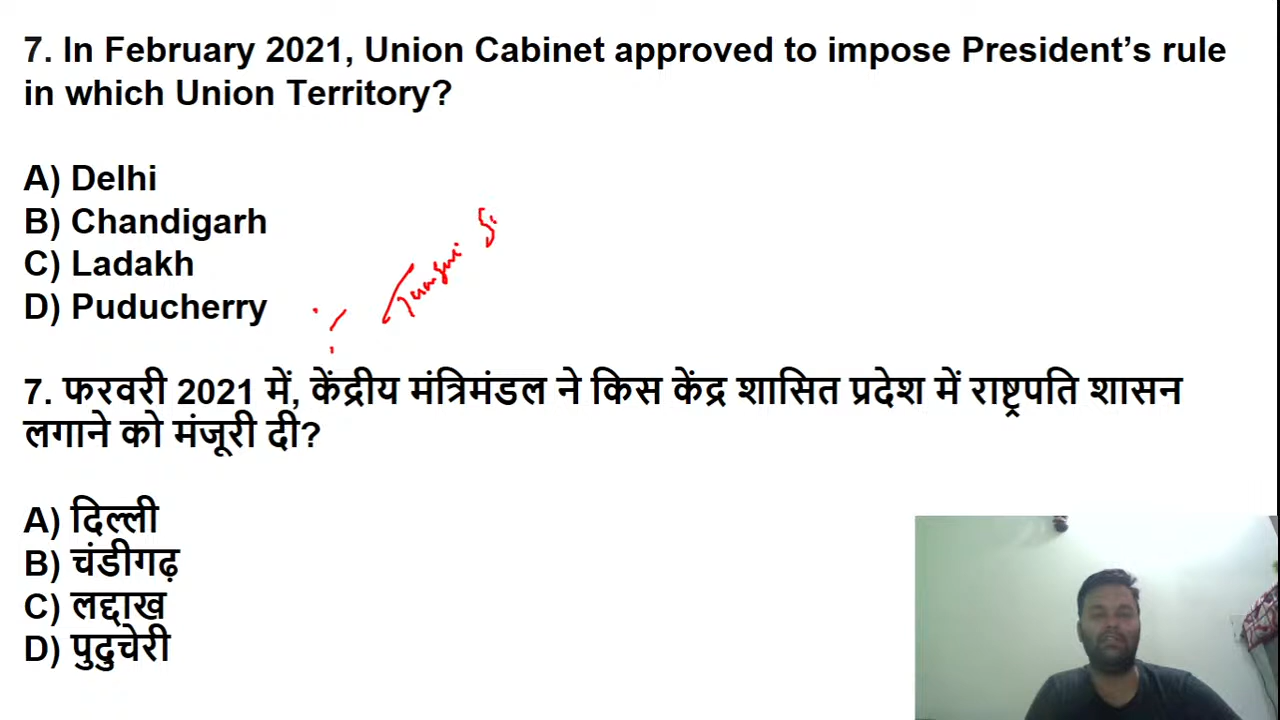 7. In February 2021, Union Cabinet approved to impose President’s rule
in which Union Territory?
A) Delhi
B) Chandigarh
C) Ladakh
D) Puducherry
7. फरवरी 2021 में, केंद्रीय मंत्रिमंडल ने किस केंद्र शासित प्रदेश में राष्ट्रपति शासन
लगाने को मंजूरी दी?
A) दिल्ली
B) चंडीगढ़
C) लद्दाख
D) पुदुचेरी